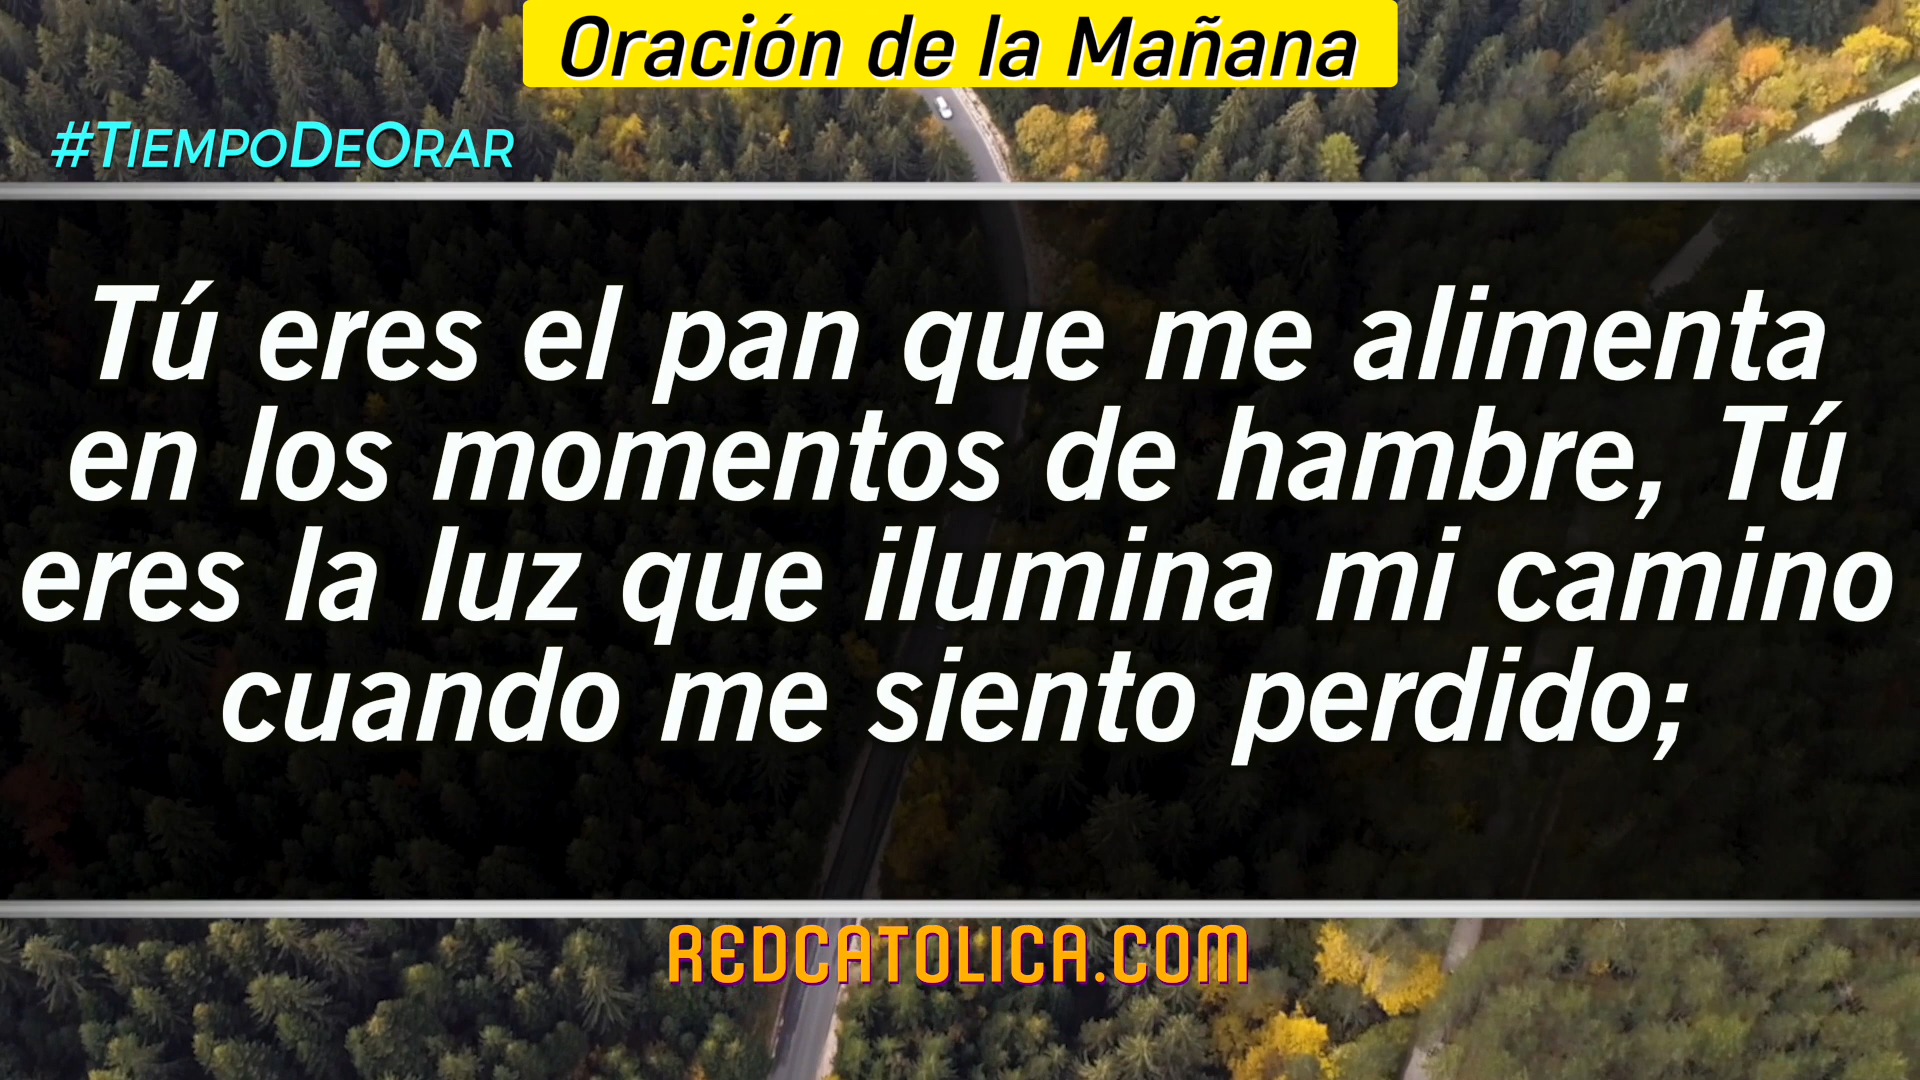 Oración de la Mañana
#TiempoDeOrar
Tú eres el pan que me alimenta
en los momentos de hambre, Tú
eres la luz que ilumina mi camino
cuando me siento perdido;
REDCATOLICA.COM